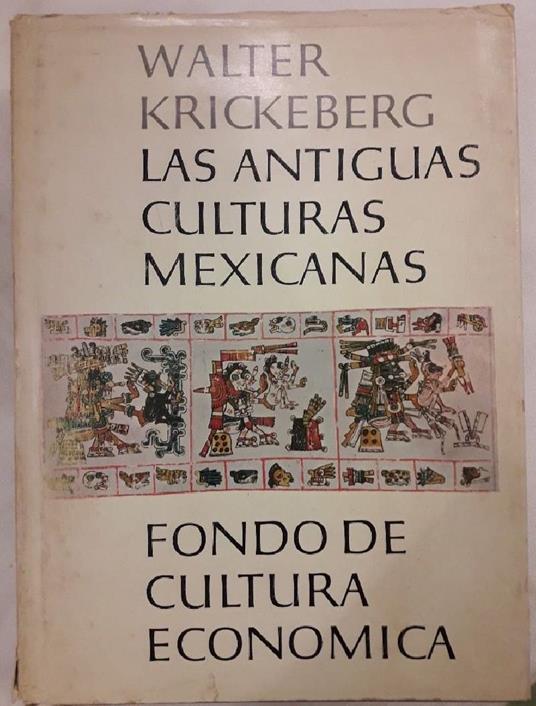 WALTER
KRICKEBERG
LAS ANTIGUAS
CULTURAS
MEXICANAS
FONDO DE
CULTURA
ECONOMICA